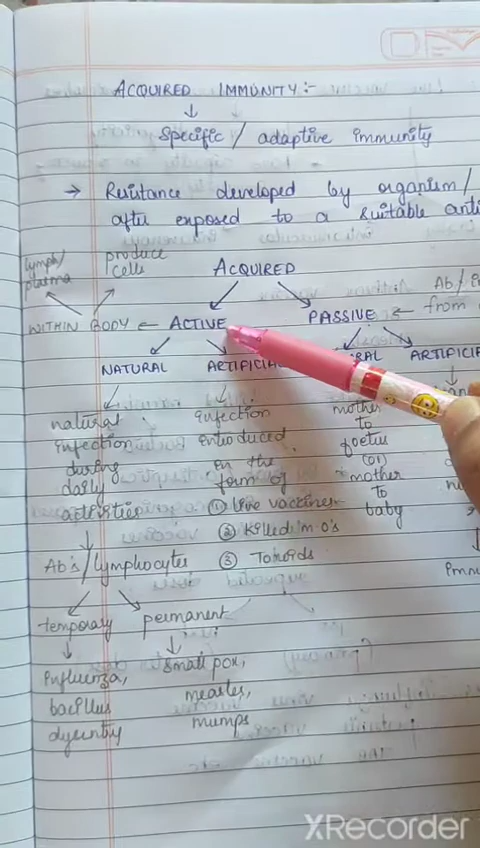 ACQUIRED IMMUNITY:-
↓
Specific / adaptive immunity
→ Resistance developed by organism/
after exposed to a suitable anti
lymph/
plasma
produce
cells
ACQUIRED
WITHIN BODY ← ACTIVE
PASSIVE ←
Ab/
from
NATURAL
ARTIFICIAL
RAL
ARTIFICI
natural
infection
during
daily
activities
infection
introduced
in the
form of
① live vaccines
② killed m.o's
③ Toxoids
mother
to
foetus
(or)
mother
to
baby
Ab's / lymphocytes
temporary
permanent
Influenza,
bacillus
dysentry
Small pox,
measles,
mumps
XRecorder